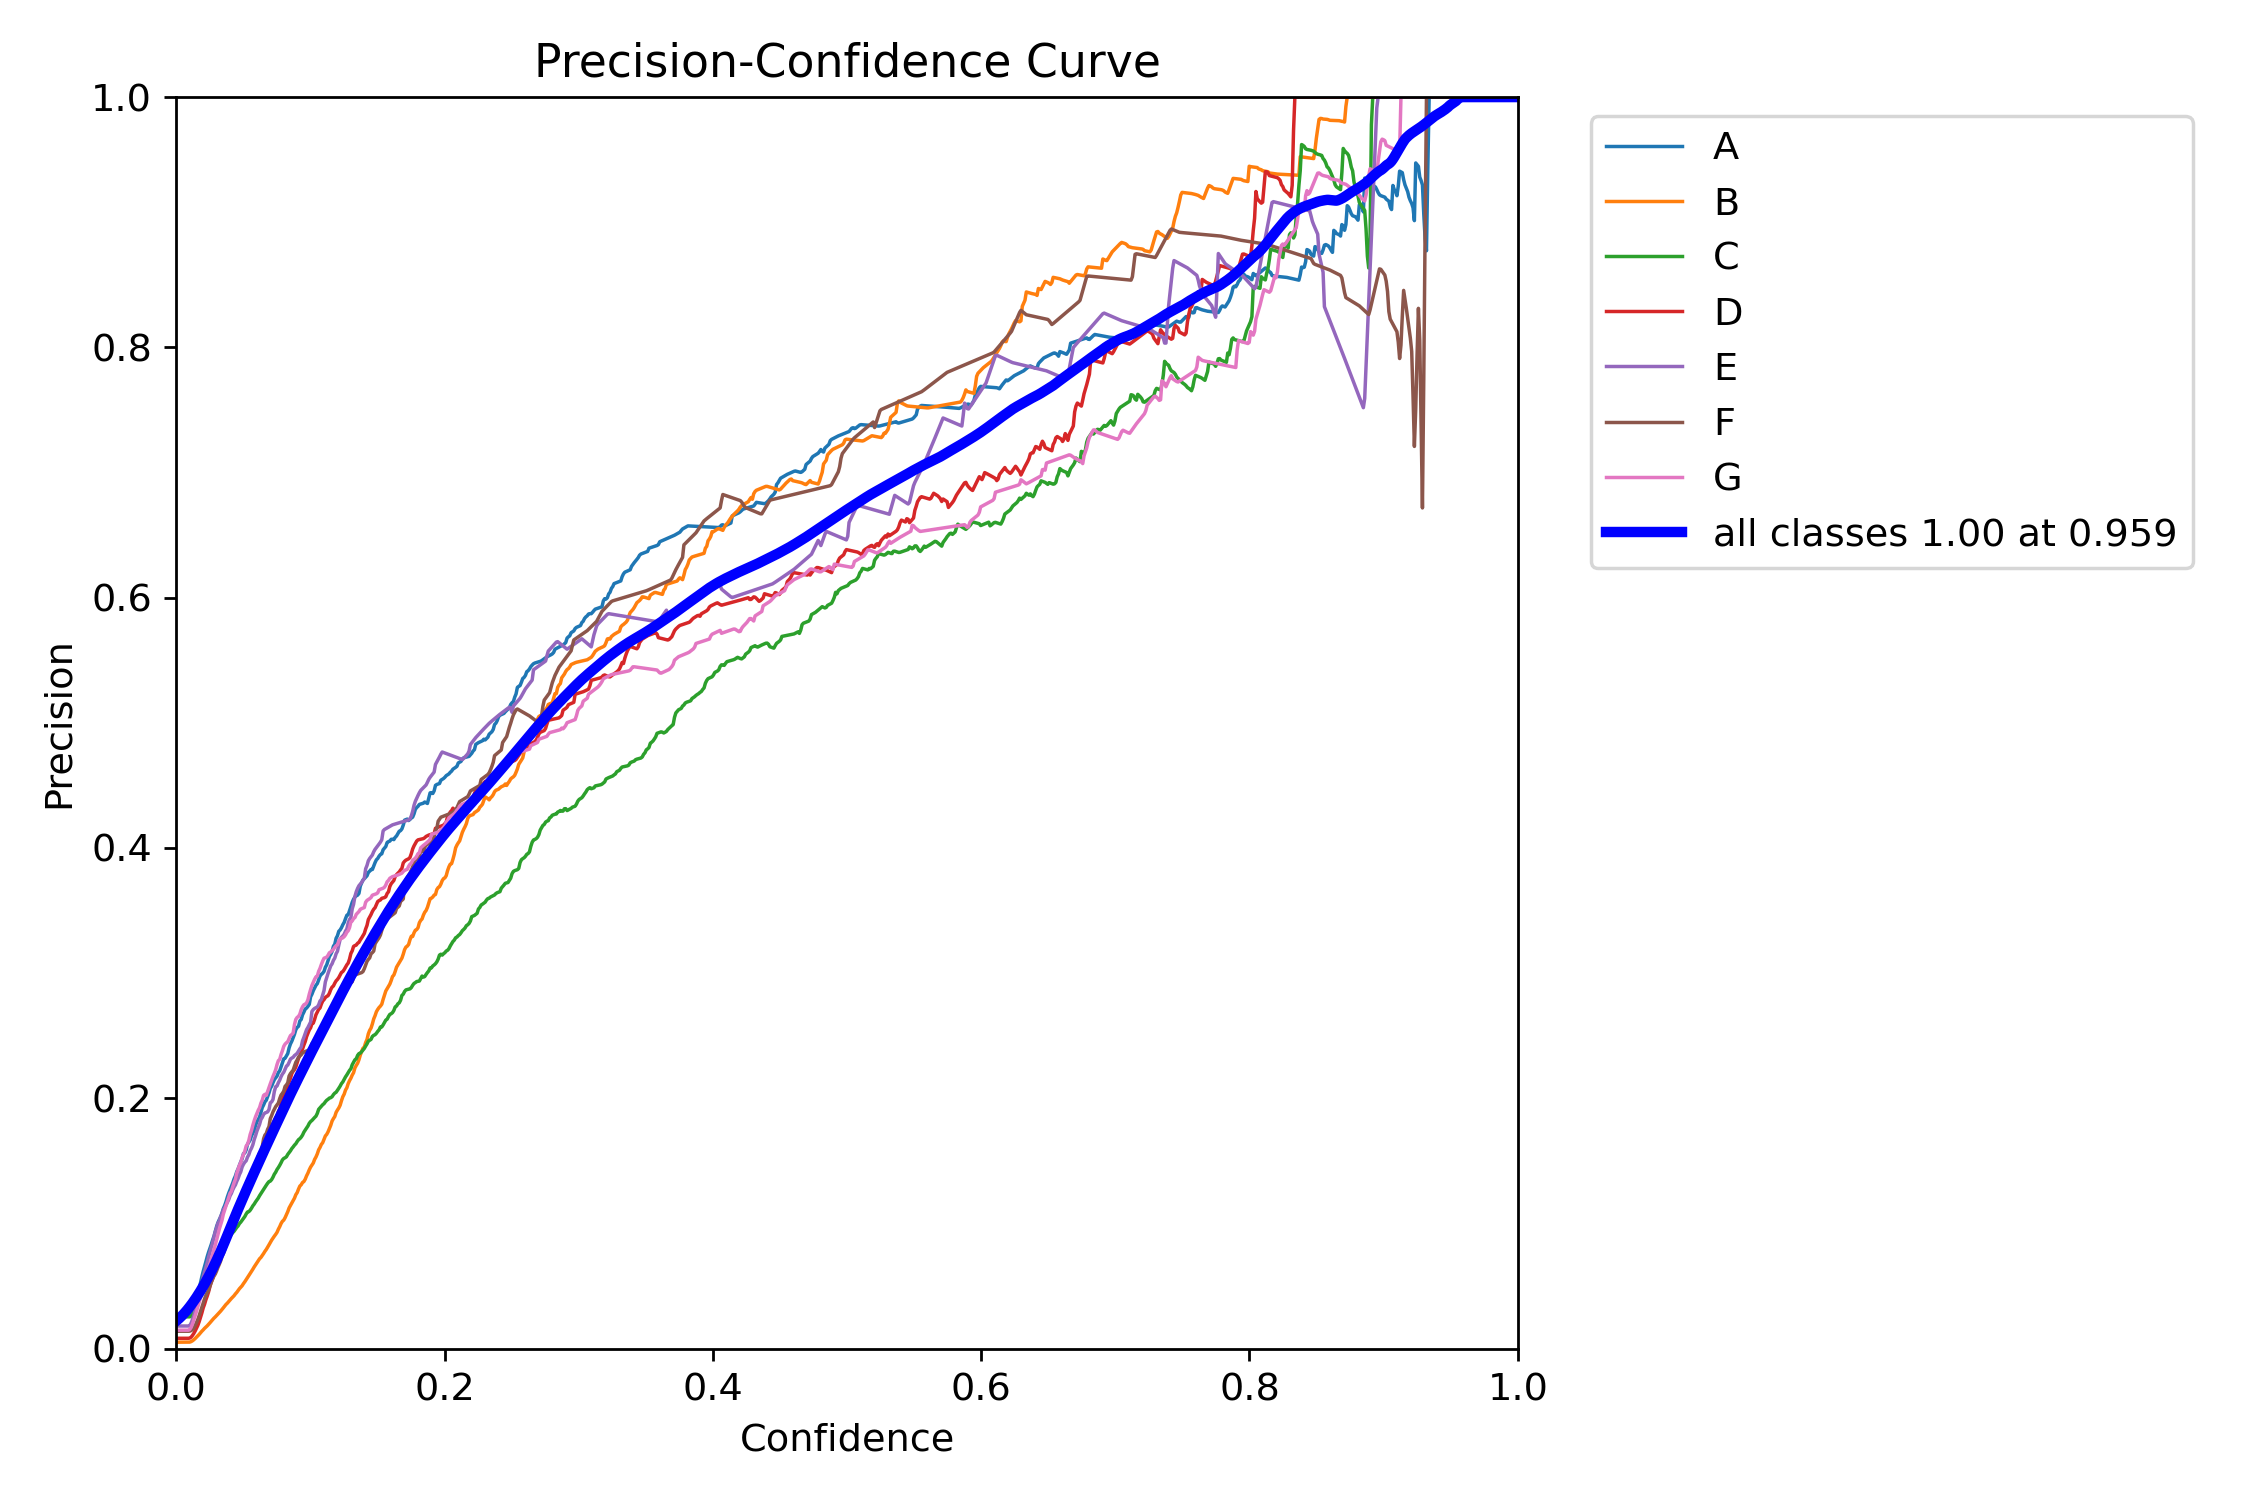 Precision-Confidence Curve
1.0
0.8
0.6
0.4
0.2
0.0
Precision
0.0 0.2 0.4 0.6 0.8 1.0
Confidence
A
B
C
D
E
F
G
all classes 1.00 at 0.959